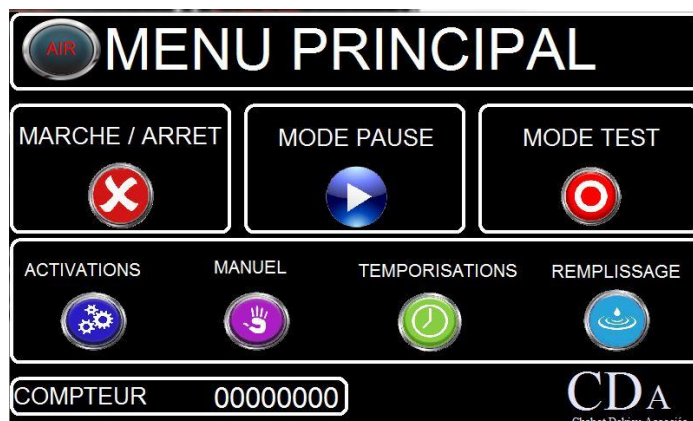 AIR MENU PRINCIPAL
MARCHE / ARRET MODE PAUSE MODE TEST
ACTIVATIONS MANUEL TEMPORISATIONS REMPLISSAGE
COMPTEUR 00000000 CDA